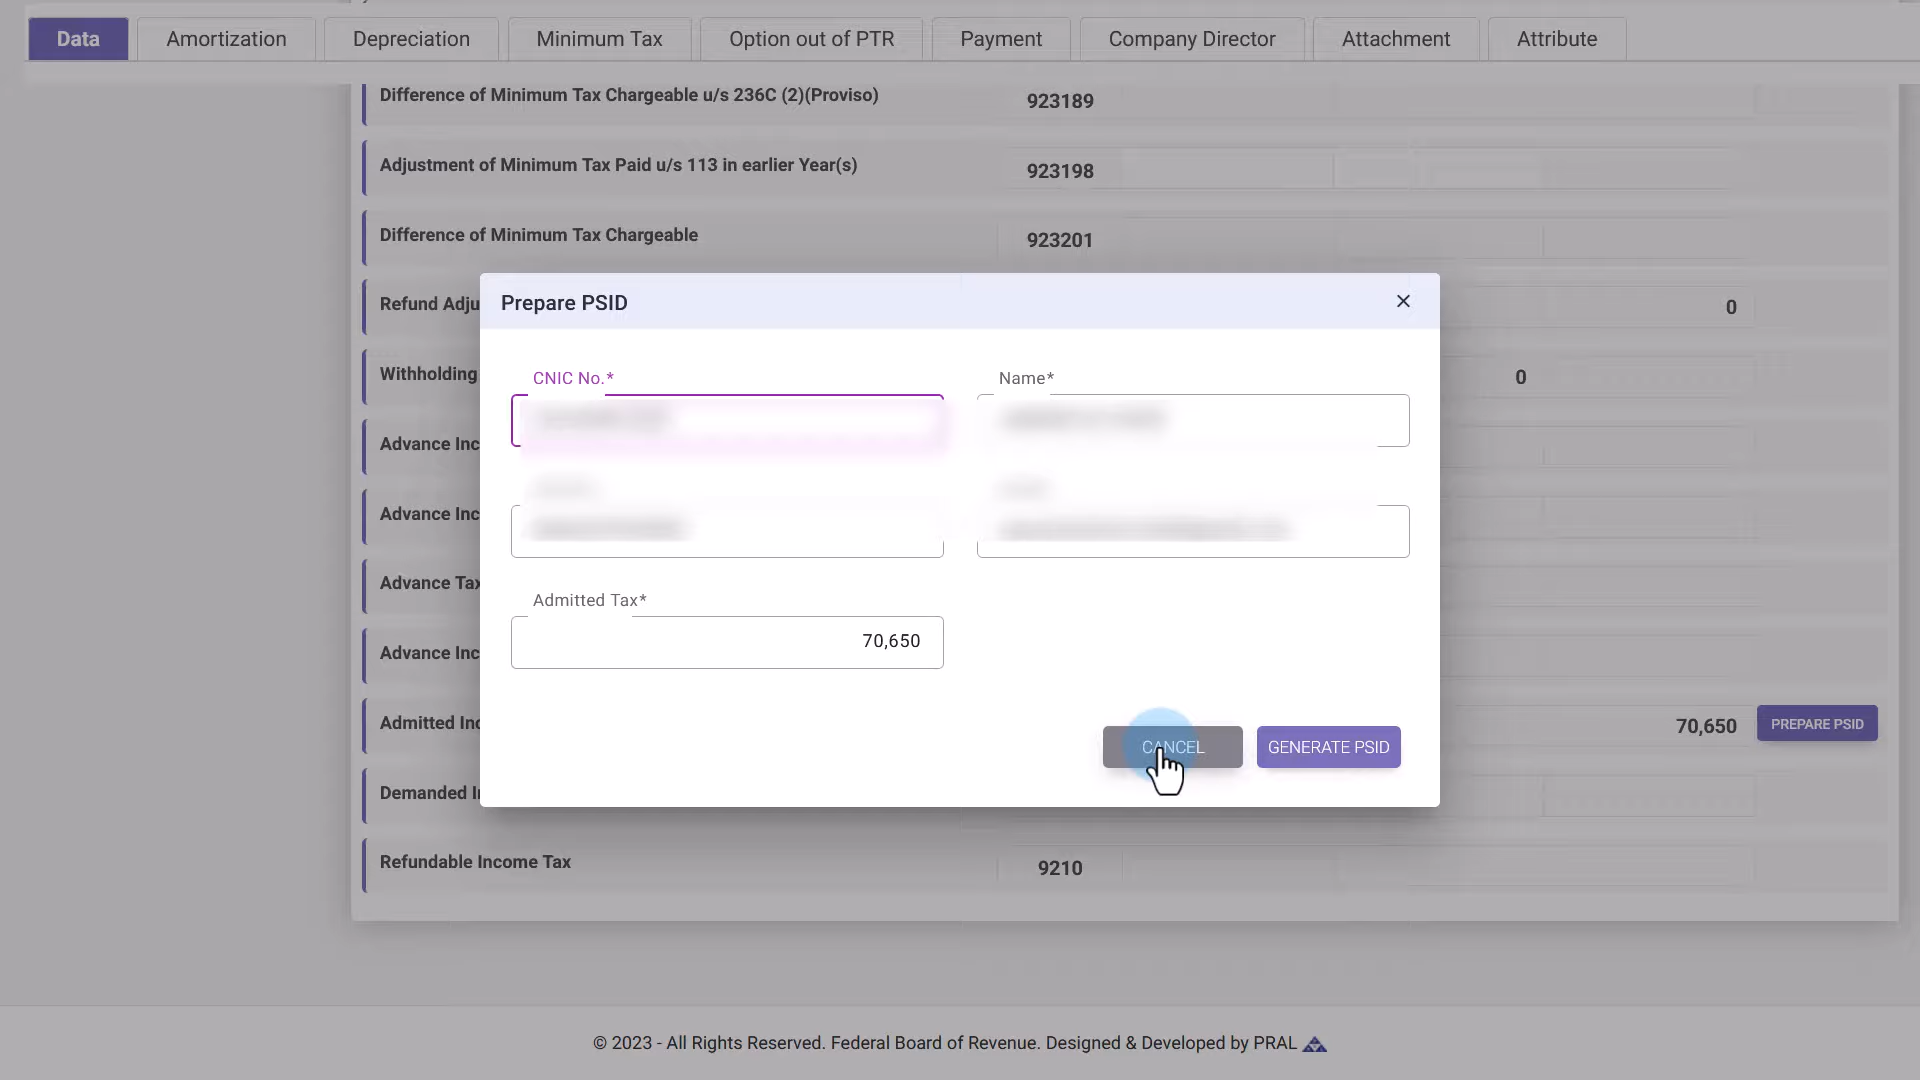 Data Amortization Depreciation Minimum Tax Option out of PTR Payment Company Director Attachment Attribute
Difference of Minimum Tax Chargeable u/s 236C (2)(Proviso) 923189
Adjustment of Minimum Tax Paid u/s 113 in earlier Year(s) 923198
Difference of Minimum Tax Chargeable 923201
Refund Adju 0
Prepare PSID
Withholding 0
CNIC No.* Name*
Advance Inc
Advance Inc
Advance Tax
Admitted Tax*
70,650
Advance Inc
Admitted Inc 70,650 PREPARE PSID
CANCEL GENERATE PSID
Demanded I
Refundable Income Tax 9210
© 2023 - All Rights Reserved. Federal Board of Revenue. Designed & Developed by PRAL